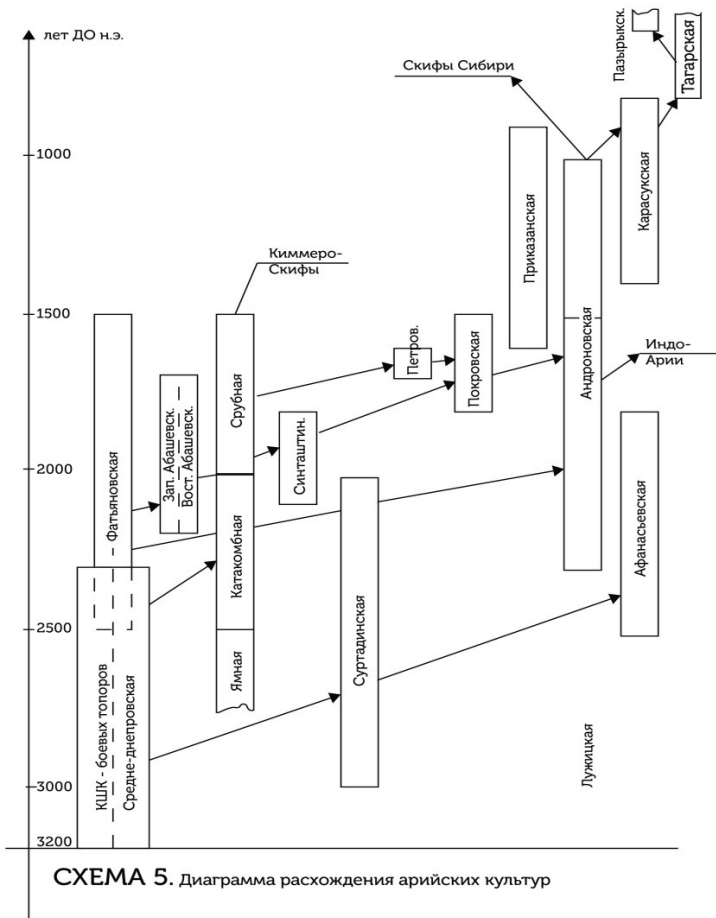 лет ДО н.э.
Пазырыкск.
Тагарская
Скифы Сибири
1000
Карасукская
Приказанская
Киммеро-
Скифы
1500
Андроновская
Индо-
Арии
Петров.
Покровская
Срубная
Зап. Абашевск.
Вост. Абашевск.
Синташтин.
2000
Фатьяновская
Катакомбная
Афанасьевская
2500
Суртадинская
Ямная
КШК - боевых топоров
Средне-днепровская
Лужицкая
3000
3200
СХЕМА 5. Диаграмма расхождения арийских культур